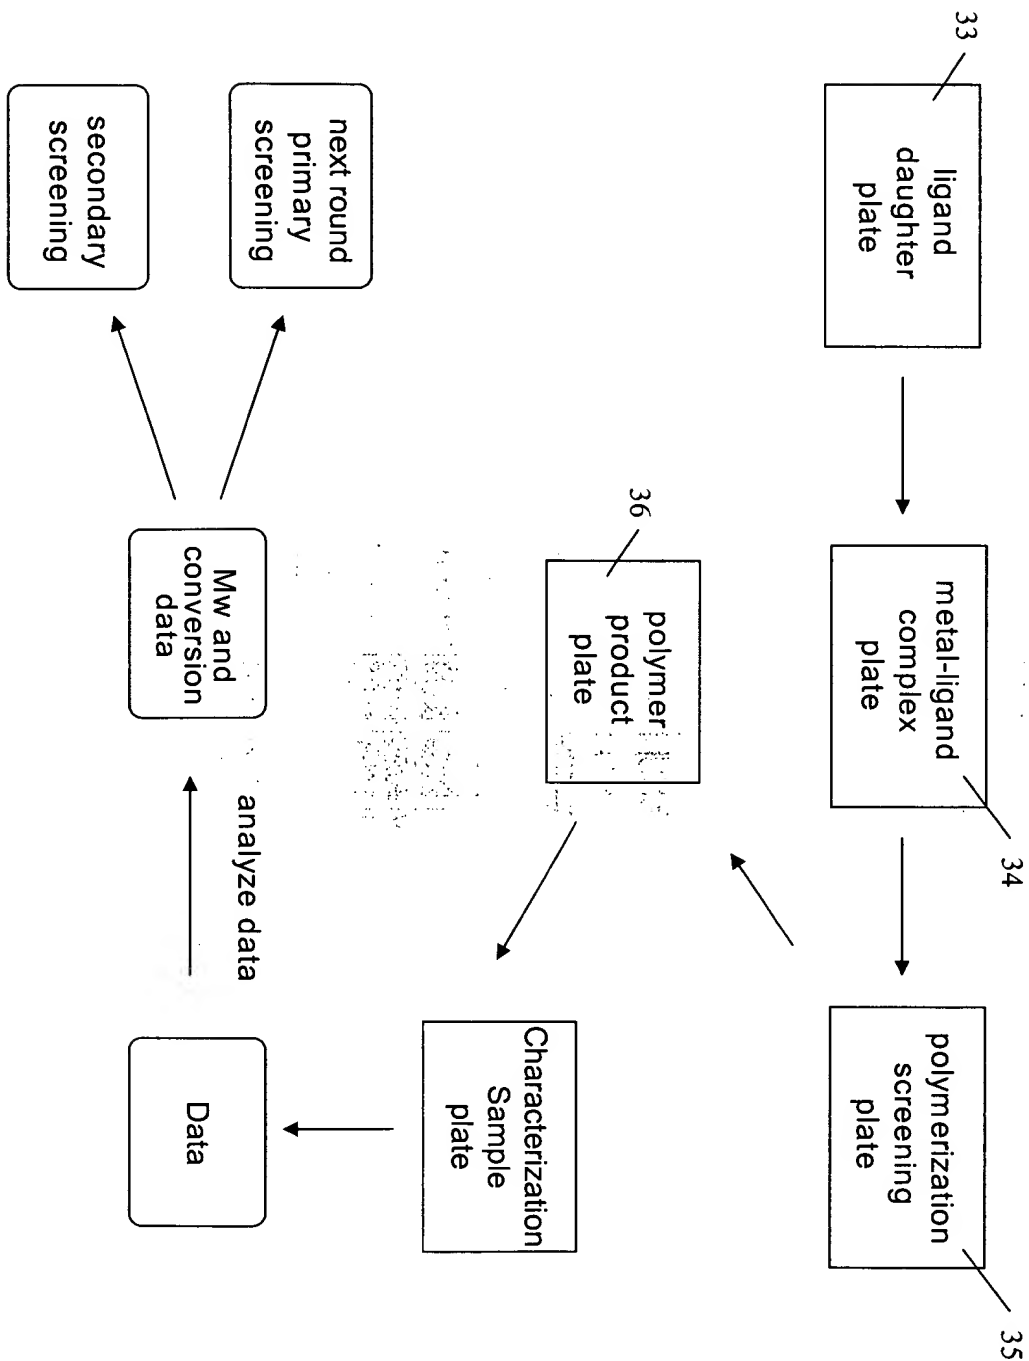 33
ligand
daughter
plate
metal-ligand
complex
plate
34
polymerization
screening
plate
35
36
polymer
product
plate
Characterization
Sample
plate
next round
primary
screening
secondary
screening
Mw and
conversion
data
analyze data
Data